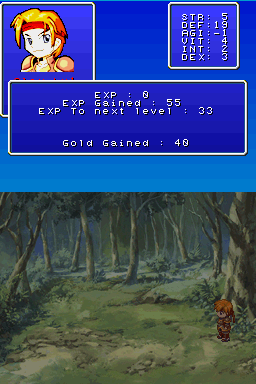 STR: 5
DEF:19
AGI:-1
VIT: 4
INT: 2
DEX: 3
EXP : 0
EXP Gained : 55
EXP To next level : 33
Gold Gained : 40